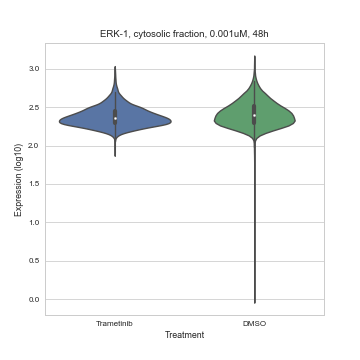 ERK-1, cytosolic fraction, 0.001uM, 48h
3.0
2.5
2.0
1.5
1.0
0.5
0.0
Expression (log10)
Trametinib
DMSO
Treatment